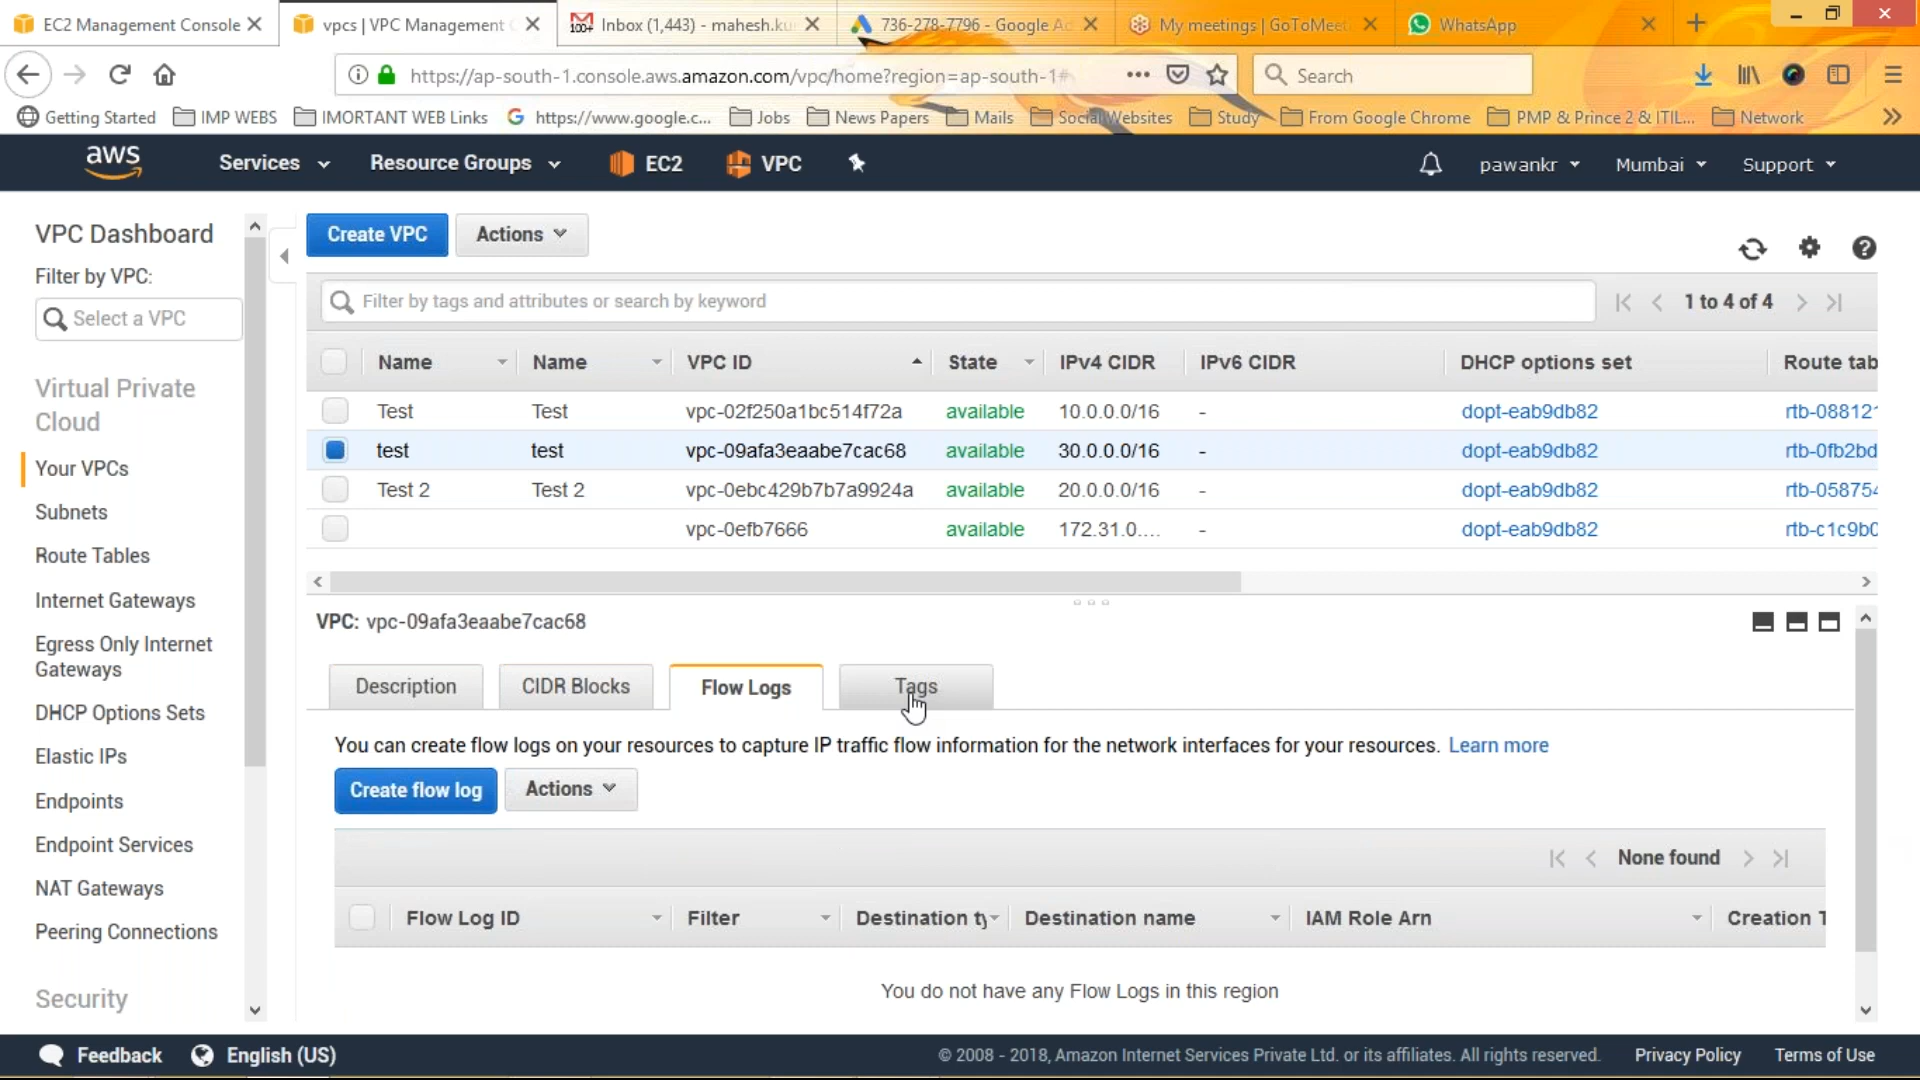 EC2 Management Console
vpcs | VPC Management
Inbox (1,443) - mahesh.ku
736-278-7796 - Google Ad
My meetings | GoToMeet
WhatsApp
https://ap-south-1.console.aws.amazon.com/vpc/home?region=ap-south-1#
Search
Getting Started
IMP WEBS
IMORTANT WEB Links
https://www.google.c...
Jobs
News Papers
Mails
Social Websites
Study
From Google Chrome
PMP & Prince 2 & ITIL...
Network
aws
Services
Resource Groups
EC2
VPC
pawankr
Mumbai
Support
VPC Dashboard
Filter by VPC:
Select a VPC
Virtual Private
Cloud
Your VPCs
Subnets
Route Tables
Internet Gateways
Egress Only Internet
Gateways
DHCP Options Sets
Elastic IPs
Endpoints
Endpoint Services
NAT Gateways
Peering Connections
Security
Create VPC
Actions
Filter by tags and attributes or search by keyword
1 to 4 of 4
Name Name VPC ID State IPv4 CIDR IPv6 CIDR DHCP options set Route tab
Test Test vpc-02f250a1bc514f72a available 10.0.0.0/16 - dopt-eab9db82 rtb-08812
test test vpc-09afa3eaabe7cac68 available 30.0.0.0/16 - dopt-eab9db82 rtb-0fb2bd
Test 2 Test 2 vpc-0ebc429b7b7a9924a available 20.0.0.0/16 - dopt-eab9db82 rtb-05875
vpc-0efb7666 available 172.31.0.... - dopt-eab9db82 rtb-c1c9b0
VPC: vpc-09afa3eaabe7cac68
Description
CIDR Blocks
Flow Logs
Tags
You can create flow logs on your resources to capture IP traffic flow information for the network interfaces for your resources. Learn more
Create flow log
Actions
None found
Flow Log ID Filter Destination ty Destination name IAM Role Arn Creation T
You do not have any Flow Logs in this region
Feedback
English (US)
© 2008 - 2018, Amazon Internet Services Private Ltd. or its affiliates. All rights reserved.
Privacy Policy
Terms of Use